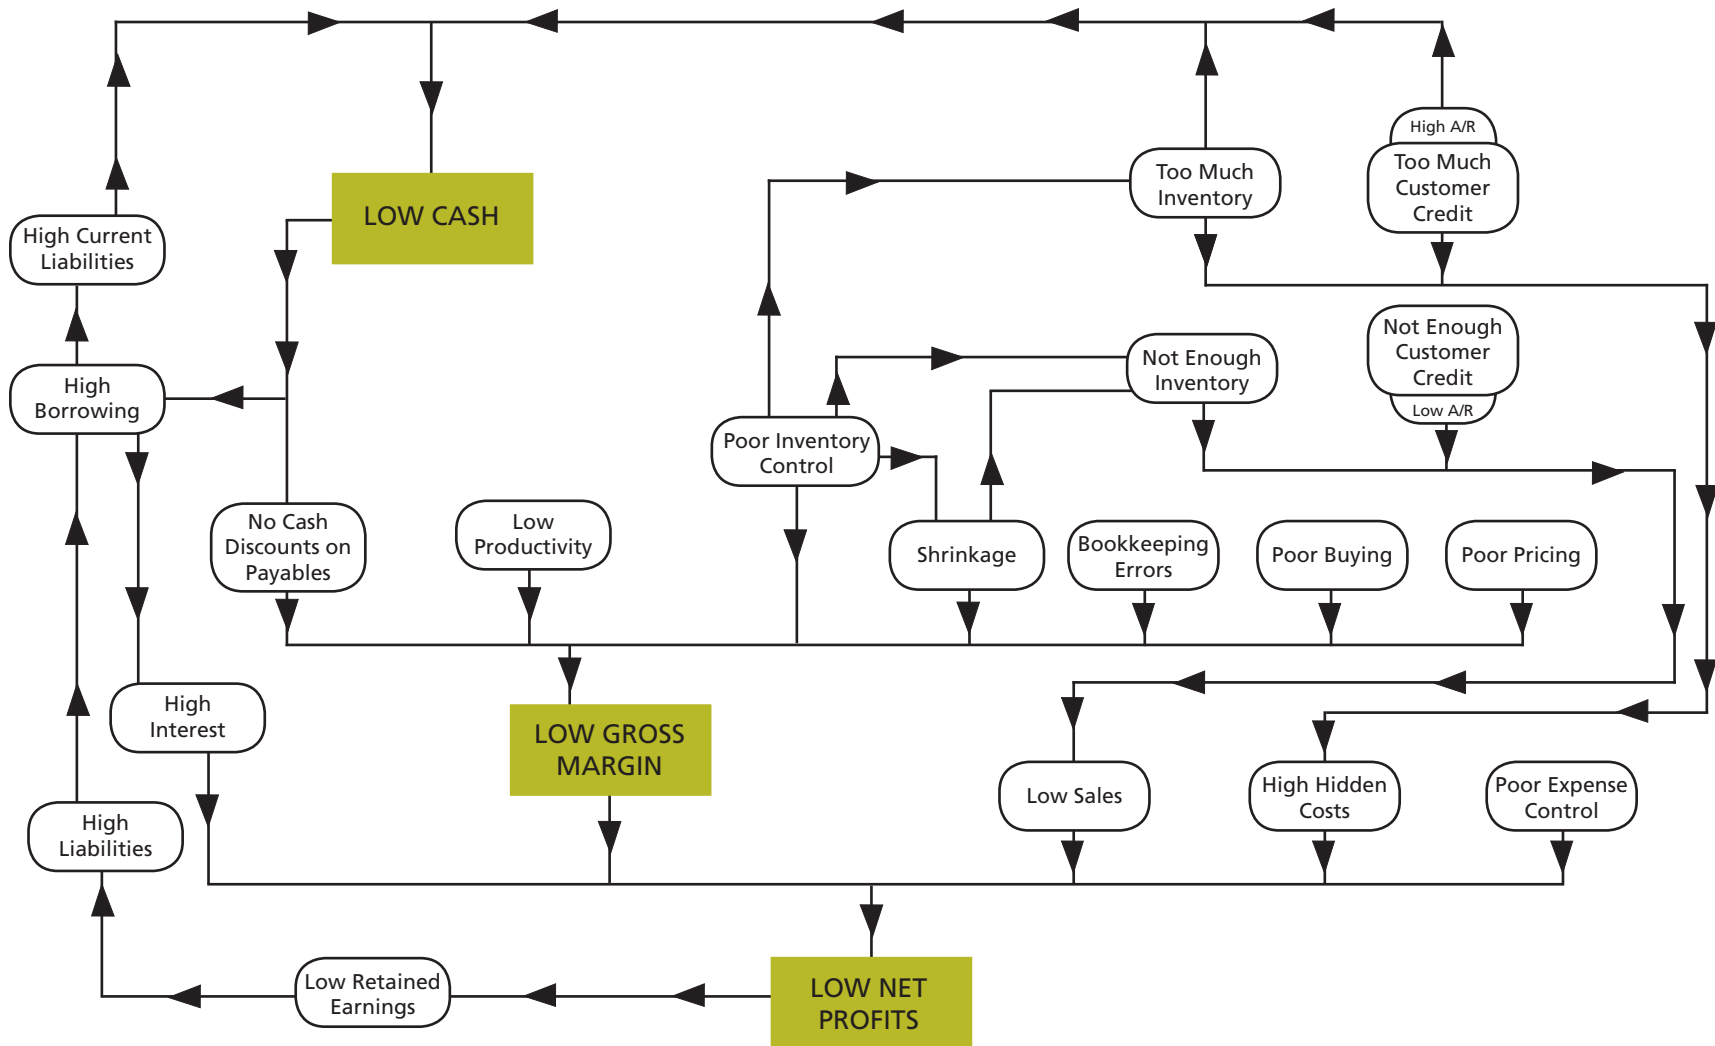 High A/R
Too Much
Customer
Credit
Too Much
Inventory
LOW CASH
High Current
Liabilities
Not Enough
Customer
Credit
Low A/R
Not Enough
Inventory
High
Borrowing
Poor Inventory
Control
No Cash
Discounts on
Payables
Low
Productivity
Shrinkage
Bookkeeping
Errors
Poor Buying
Poor Pricing
High
Interest
LOW GROSS
MARGIN
Low Sales
High Hidden
Costs
Poor Expense
Control
High
Liabilities
Low Retained
Earnings
LOW NET
PROFITS